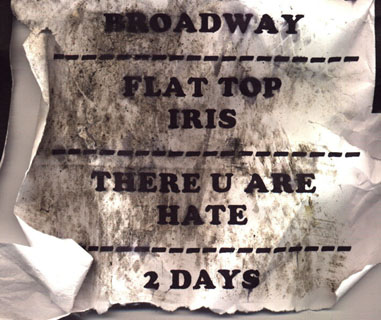 BROADWAY
FLAT TOP
IRIS
THERE U ARE
HATE
2 DAYS